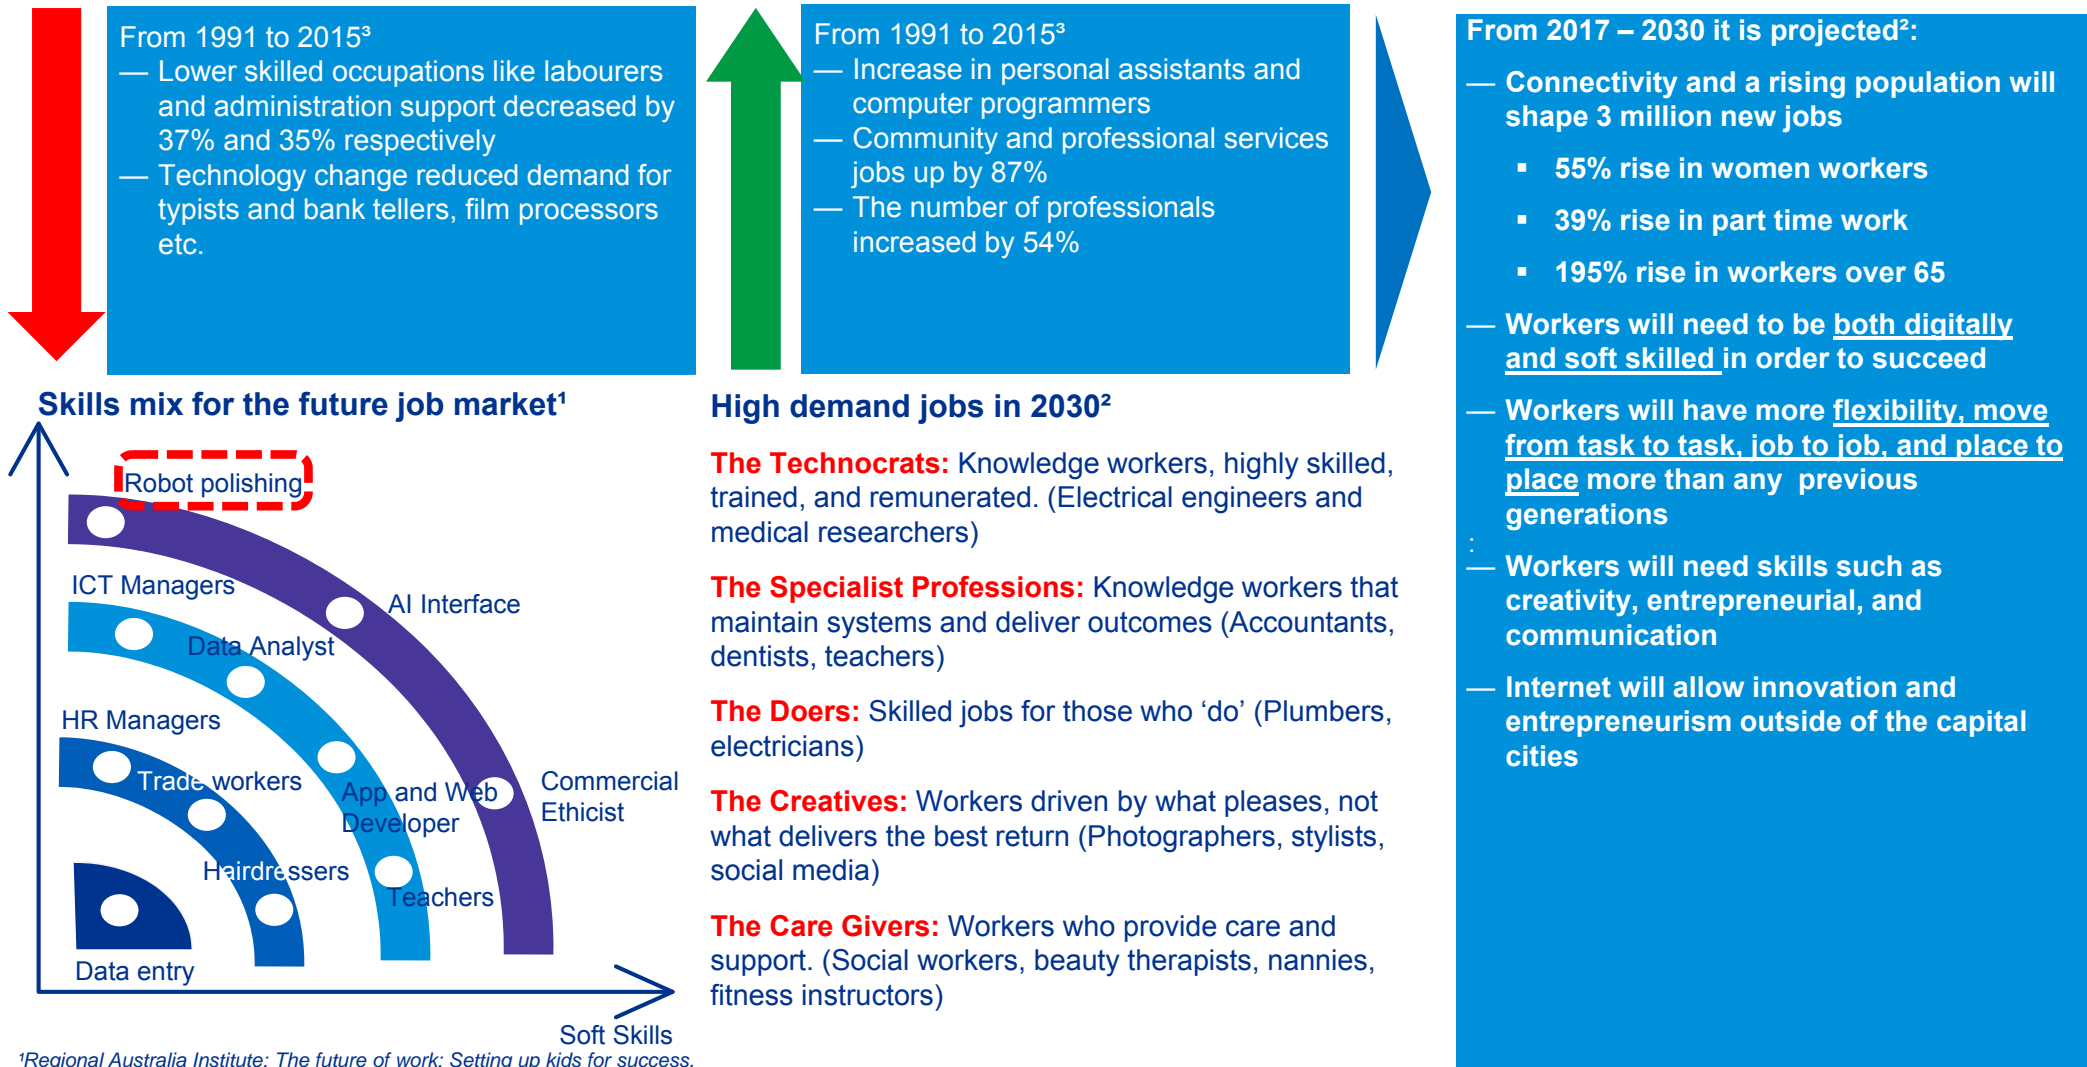 From 1991 to 2015³
— Lower skilled occupations like labourers
and administration support decreased by
37% and 35% respectively
— Technology change reduced demand for
typists and bank tellers, film processors
etc.
From 1991 to 2015³
— Increase in personal assistants and
computer programmers
— Community and professional services
jobs up by 87%
— The number of professionals
increased by 54%
From 2017 – 2030 it is projected²:
— Connectivity and a rising population will
shape 3 million new jobs
▪ 55% rise in women workers
▪ 39% rise in part time work
▪ 195% rise in workers over 65
— Workers will need to be both digitally
and soft skilled in order to succeed
— Workers will have more flexibility, move
from task to task, job to job, and place to
place more than any previous
generations
:
— Workers will need skills such as
creativity, entrepreneurial, and
communication
— Internet will allow innovation and
entrepreneurism outside of the capital
cities
Skills mix for the future job market¹
Robot polishing
ICT Managers
AI Interface
Data Analyst
HR Managers
Trade workers
App and Web
Developer
Commercial
Ethicist
Hairdressers
Teachers
Data entry
Soft Skills
¹Regional Australia Institute: The future of work: Setting up kids for success.
High demand jobs in 2030²
The Technocrats: Knowledge workers, highly skilled,
trained, and remunerated. (Electrical engineers and
medical researchers)
The Specialist Professions: Knowledge workers that
maintain systems and deliver outcomes (Accountants,
dentists, teachers)
The Doers: Skilled jobs for those who ‘do’ (Plumbers,
electricians)
The Creatives: Workers driven by what pleases, not
what delivers the best return (Photographers, stylists,
social media)
The Care Givers: Workers who provide care and
support. (Social workers, beauty therapists, nannies,
fitness instructors)